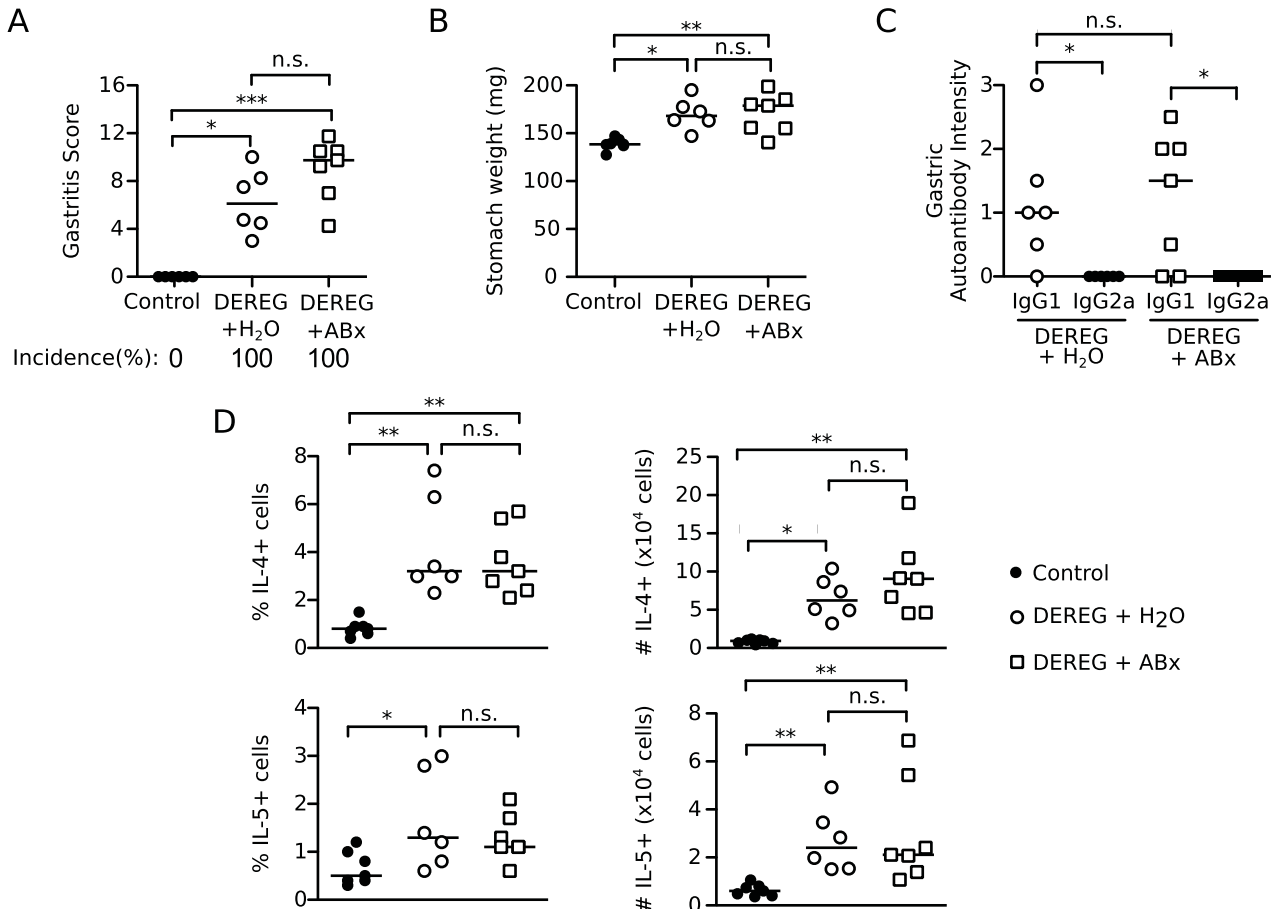 A
n.s.
***
*
16
12
8
4
0
Gastritis Score
Control DEREG +H2O DEREG +ABx
Incidence(%): 0 100 100
B
**
*
n.s.
200
150
100
50
0
Stomach weight (mg)
Control DEREG +H2O DEREG +ABx
C
n.s.
*
*
3
2
1
0
Gastric
Autoantibody Intensity
IgG1 IgG2a IgG1 IgG2a
DEREG + H2O DEREG + ABx
D
**
**
n.s.
8
6
4
2
0
% IL-4+ cells
**
n.s.
*
25
20
15
10
5
0
# IL-4+ (x10⁴ cells)
Control
DEREG + H2O
DEREG + ABx
*
n.s.
4
3
2
1
0
% IL-5+ cells
**
n.s.
**
8
6
4
2
0
# IL-5+ (x10⁴ cells)